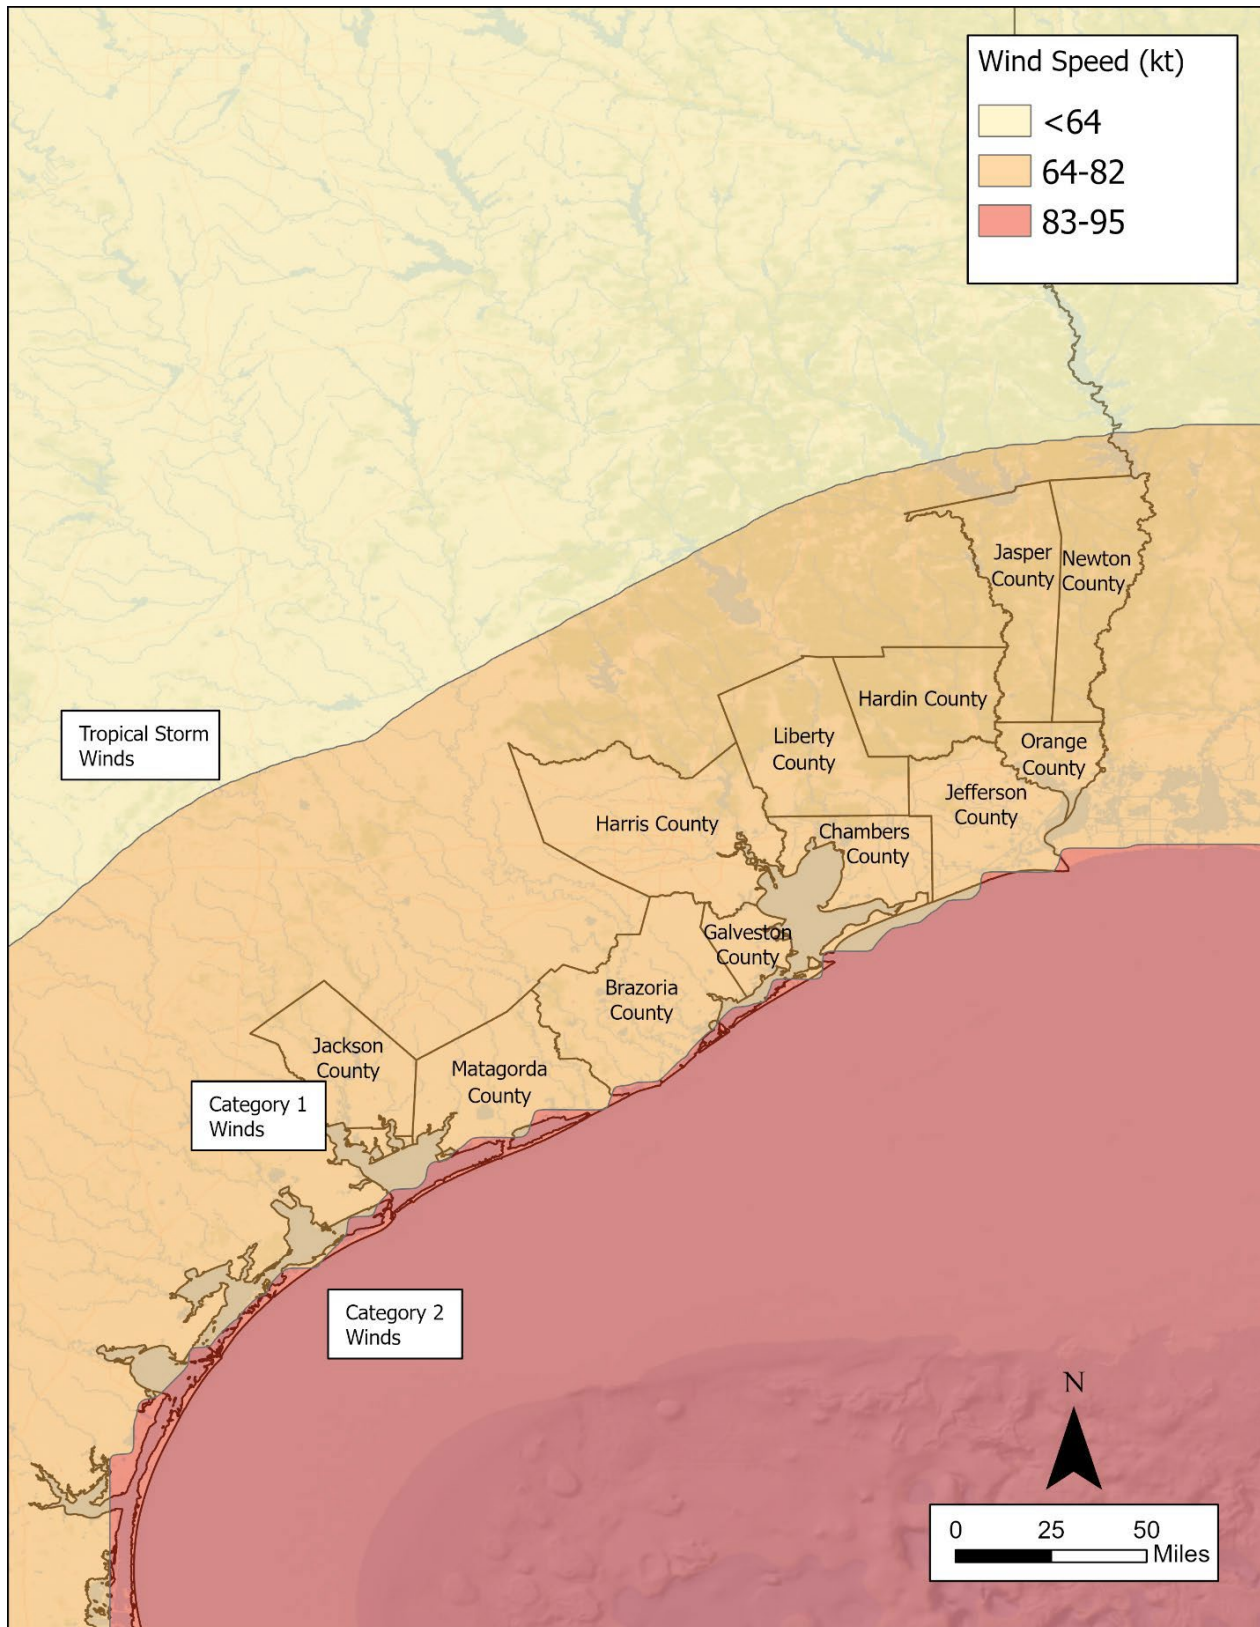 Wind Speed (kt)
<64
64-82
83-95
Jasper
County
Newton
County
Hardin County
Tropical Storm
Winds
Liberty
County
Orange
County
Jefferson
County
Harris County
Chambers
County
Galveston
County
Brazoria
County
Jackson
County
Matagorda
County
Category 1
Winds
Category 2
Winds
N
0 25 50
Miles